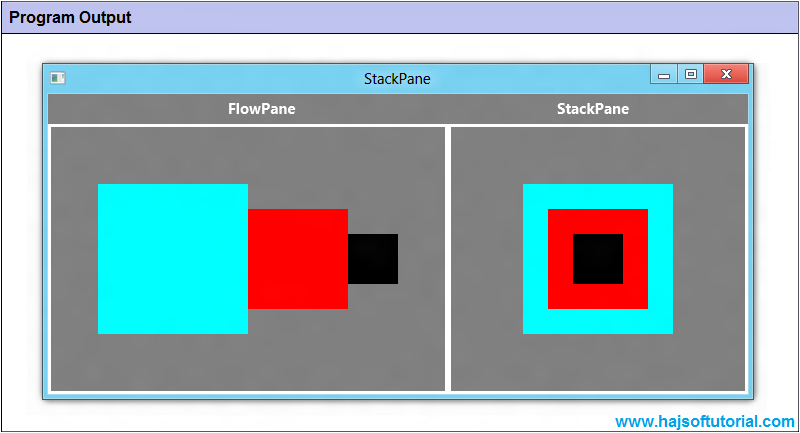 Program Output
StackPane
FlowPane
StackPane
www.hajsoftutorial.com